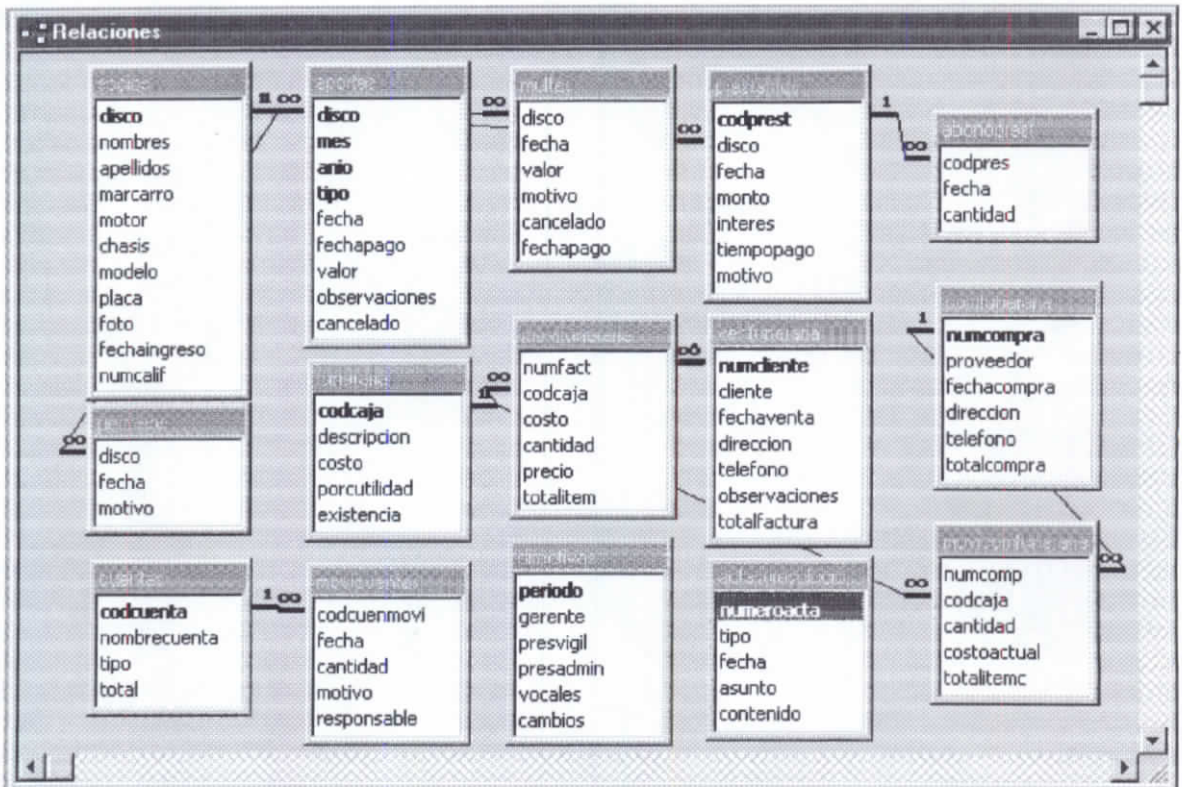 Relaciones
disco
nombres
apellidos
marcarro
motor
chasis
modelo
placa
foto
fechaingreso
numcalif
1 ∞
disco
mes
anio
tipo
fecha
fechapago
valor
observaciones
cancelado
∞
multas
disco
fecha
valor
motivo
cancelado
fechapago
∞
codprest
disco
fecha
monto
interes
tiempopago
motivo
1
∞
abonoprest
codpres
fecha
cantidad
∞
disco
fecha
motivo
codcaja
descripcion
costo
porcutilidad
existencia
∞
numfact
codcaja
costo
cantidad
precio
totalitem
numcliente
cliente
fechaventa
direccion
telefono
observaciones
totalfactura
1
numcompra
proveedor
fechacompra
direccion
telefono
totalcompra
cuentas
codcuenta
nombrecuenta
tipo
total
1 ∞
movicuentas
codcuenmovi
fecha
cantidad
motivo
responsable
periodo
gerente
presvigil
presadmin
vocales
cambios
numeroacta
tipo
fecha
asunto
contenido
∞
∞
numcomp
codcaja
cantidad
costoactual
totalitemc